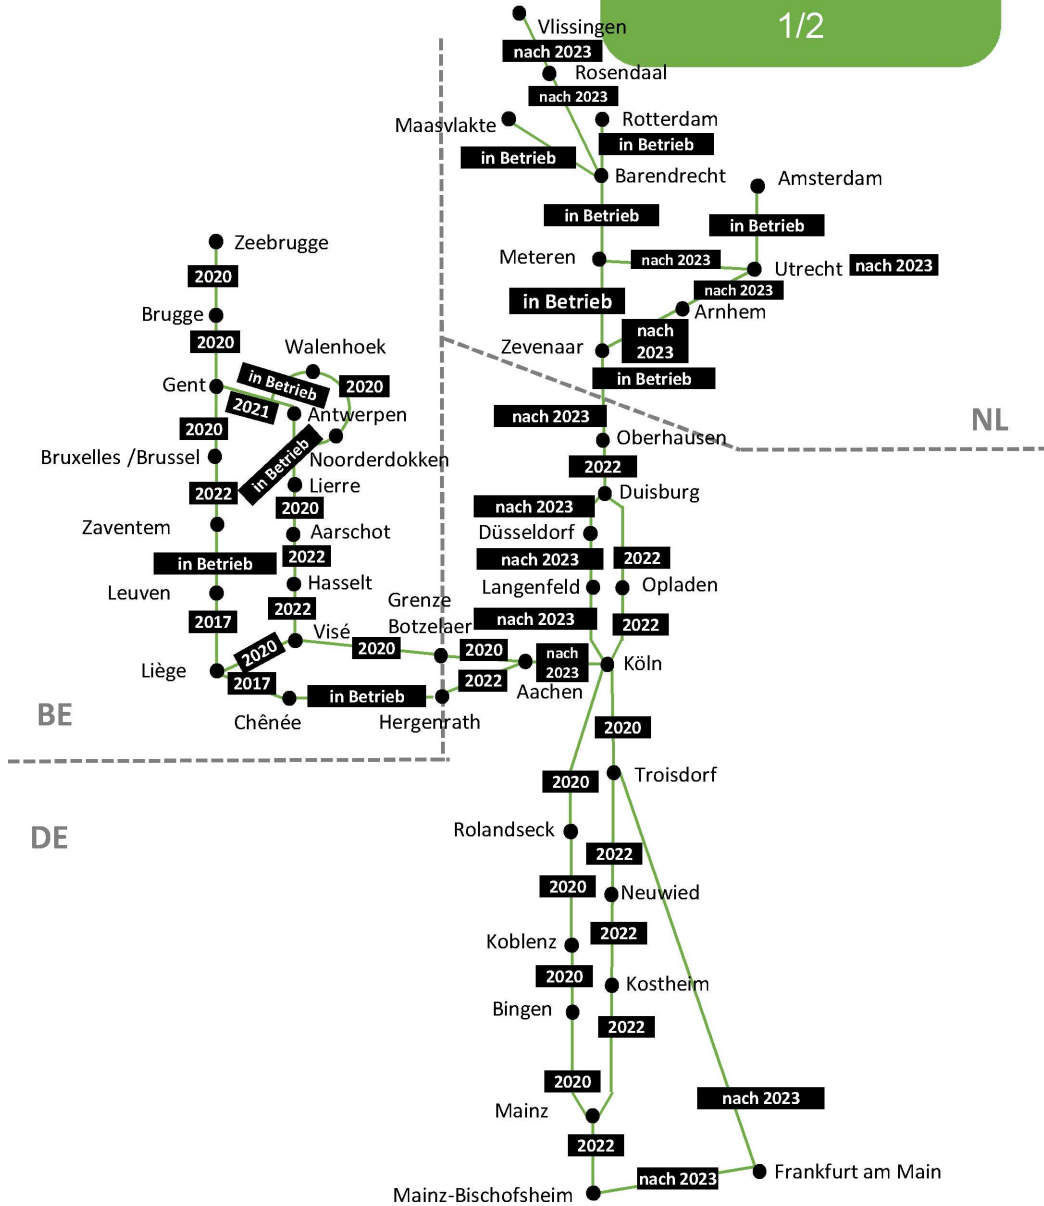 1/2
Vlissingen
nach 2023
Rosendaal
nach 2023
Maasvlakte
Rotterdam
in Betrieb
in Betrieb
Barendrecht
Amsterdam
in Betrieb
in Betrieb
Zeebrugge
Meteren
nach 2023
Utrecht
nach 2023
2020
nach 2023
in Betrieb
Arnhem
Brugge
nach
2023
2020
Walenhoek
Zevenaar
in Betrieb
Gent
in Betrieb
2020
2021
Antwerpen
nach 2023
NL
2020
Oberhausen
Bruxelles /Brussel
in Betrieb
Noorderdokken
2022
2022
Lierre
Duisburg
2020
nach 2023
Zaventem
Aarschot
Düsseldorf
in Betrieb
2022
nach 2023
2022
Leuven
Hasselt
Langenfeld
Opladen
Grenze
Botzelaer
2022
2017
nach 2023
2022
Visé
2020
2020
2020
nach
2023
Köln
Liège
2017
2022
Aachen
in Betrieb
Chênée
Hergenrath
BE
2020
Troisdorf
2020
DE
Rolandseck
2022
2020
Neuwied
2022
Koblenz
2020
Kostheim
Bingen
2022
2020
nach 2023
Mainz
2022
Frankfurt am Main
nach 2023
Mainz-Bischofsheim